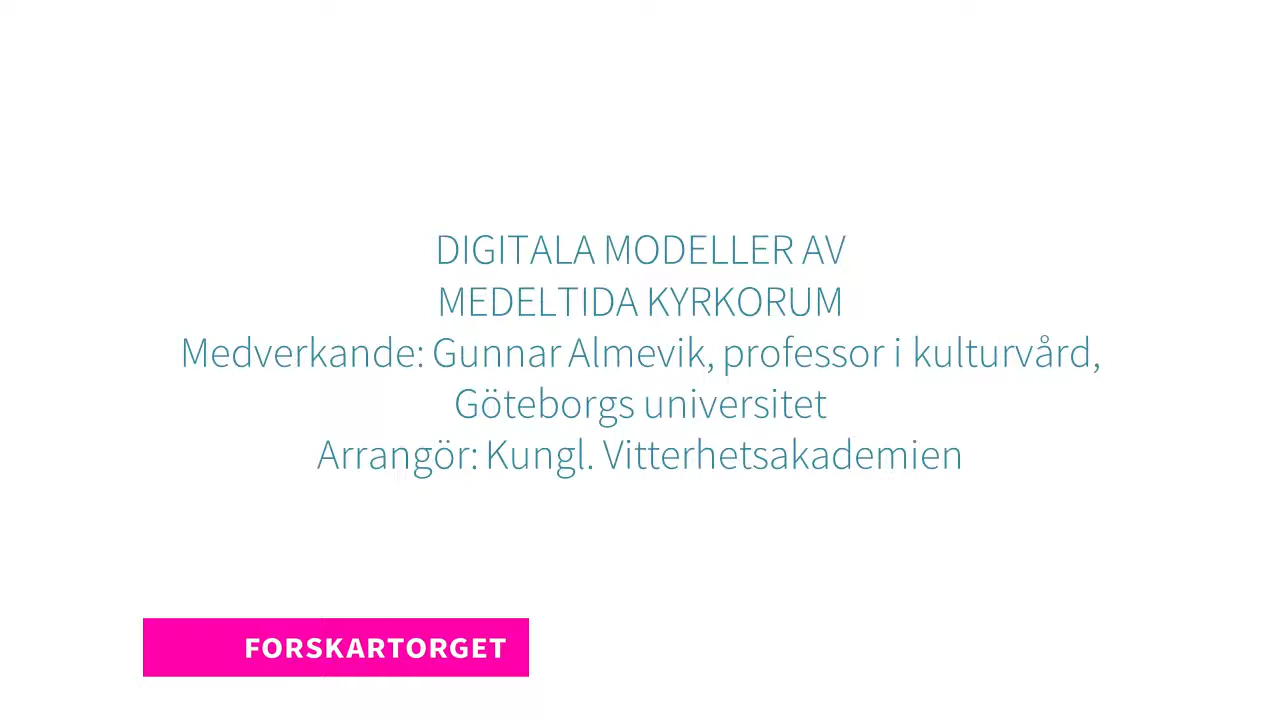 DIGITALA MODELLER AV
MEDELTIDA KYRKORUM
Medverkande: Gunnar Almevik, professor i kulturvård,
Göteborgs universitet
Arrangör: Kungl. Vitterhetsakademien
FORSKARTORGET